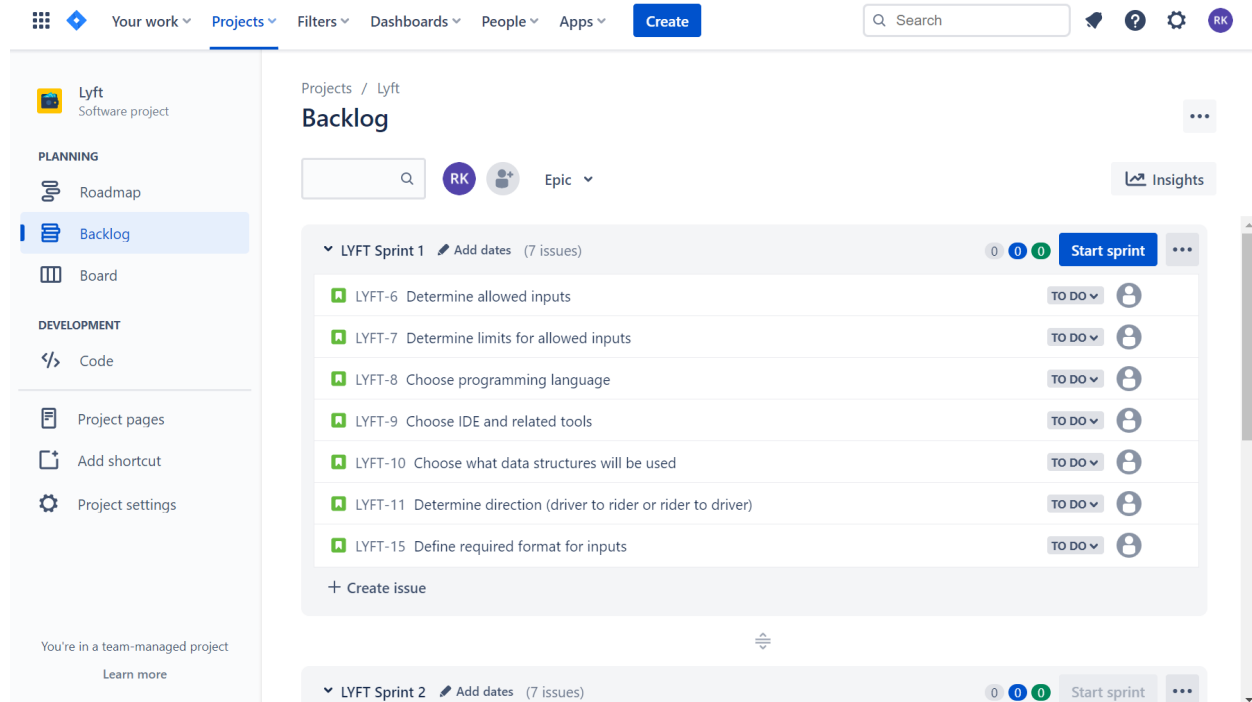 Your work Projects Filters Dashboards People Apps Create Search RK
Lyft
Software project
PLANNING
Roadmap
Backlog
Board
DEVELOPMENT
Code
Project pages
Add shortcut
Project settings
You're in a team-managed project
Learn more
Projects / Lyft
Backlog
RK Epic Insights
LYFT Sprint 1 Add dates (7 issues) 0 0 0 Start sprint
LYFT-6 Determine allowed inputs TO DO
LYFT-7 Determine limits for allowed inputs TO DO
LYFT-8 Choose programming language TO DO
LYFT-9 Choose IDE and related tools TO DO
LYFT-10 Choose what data structures will be used TO DO
LYFT-11 Determine direction (driver to rider or rider to driver) TO DO
LYFT-15 Define required format for inputs TO DO
+ Create issue
LYFT Sprint 2 Add dates (7 issues) 0 0 0 Start sprint